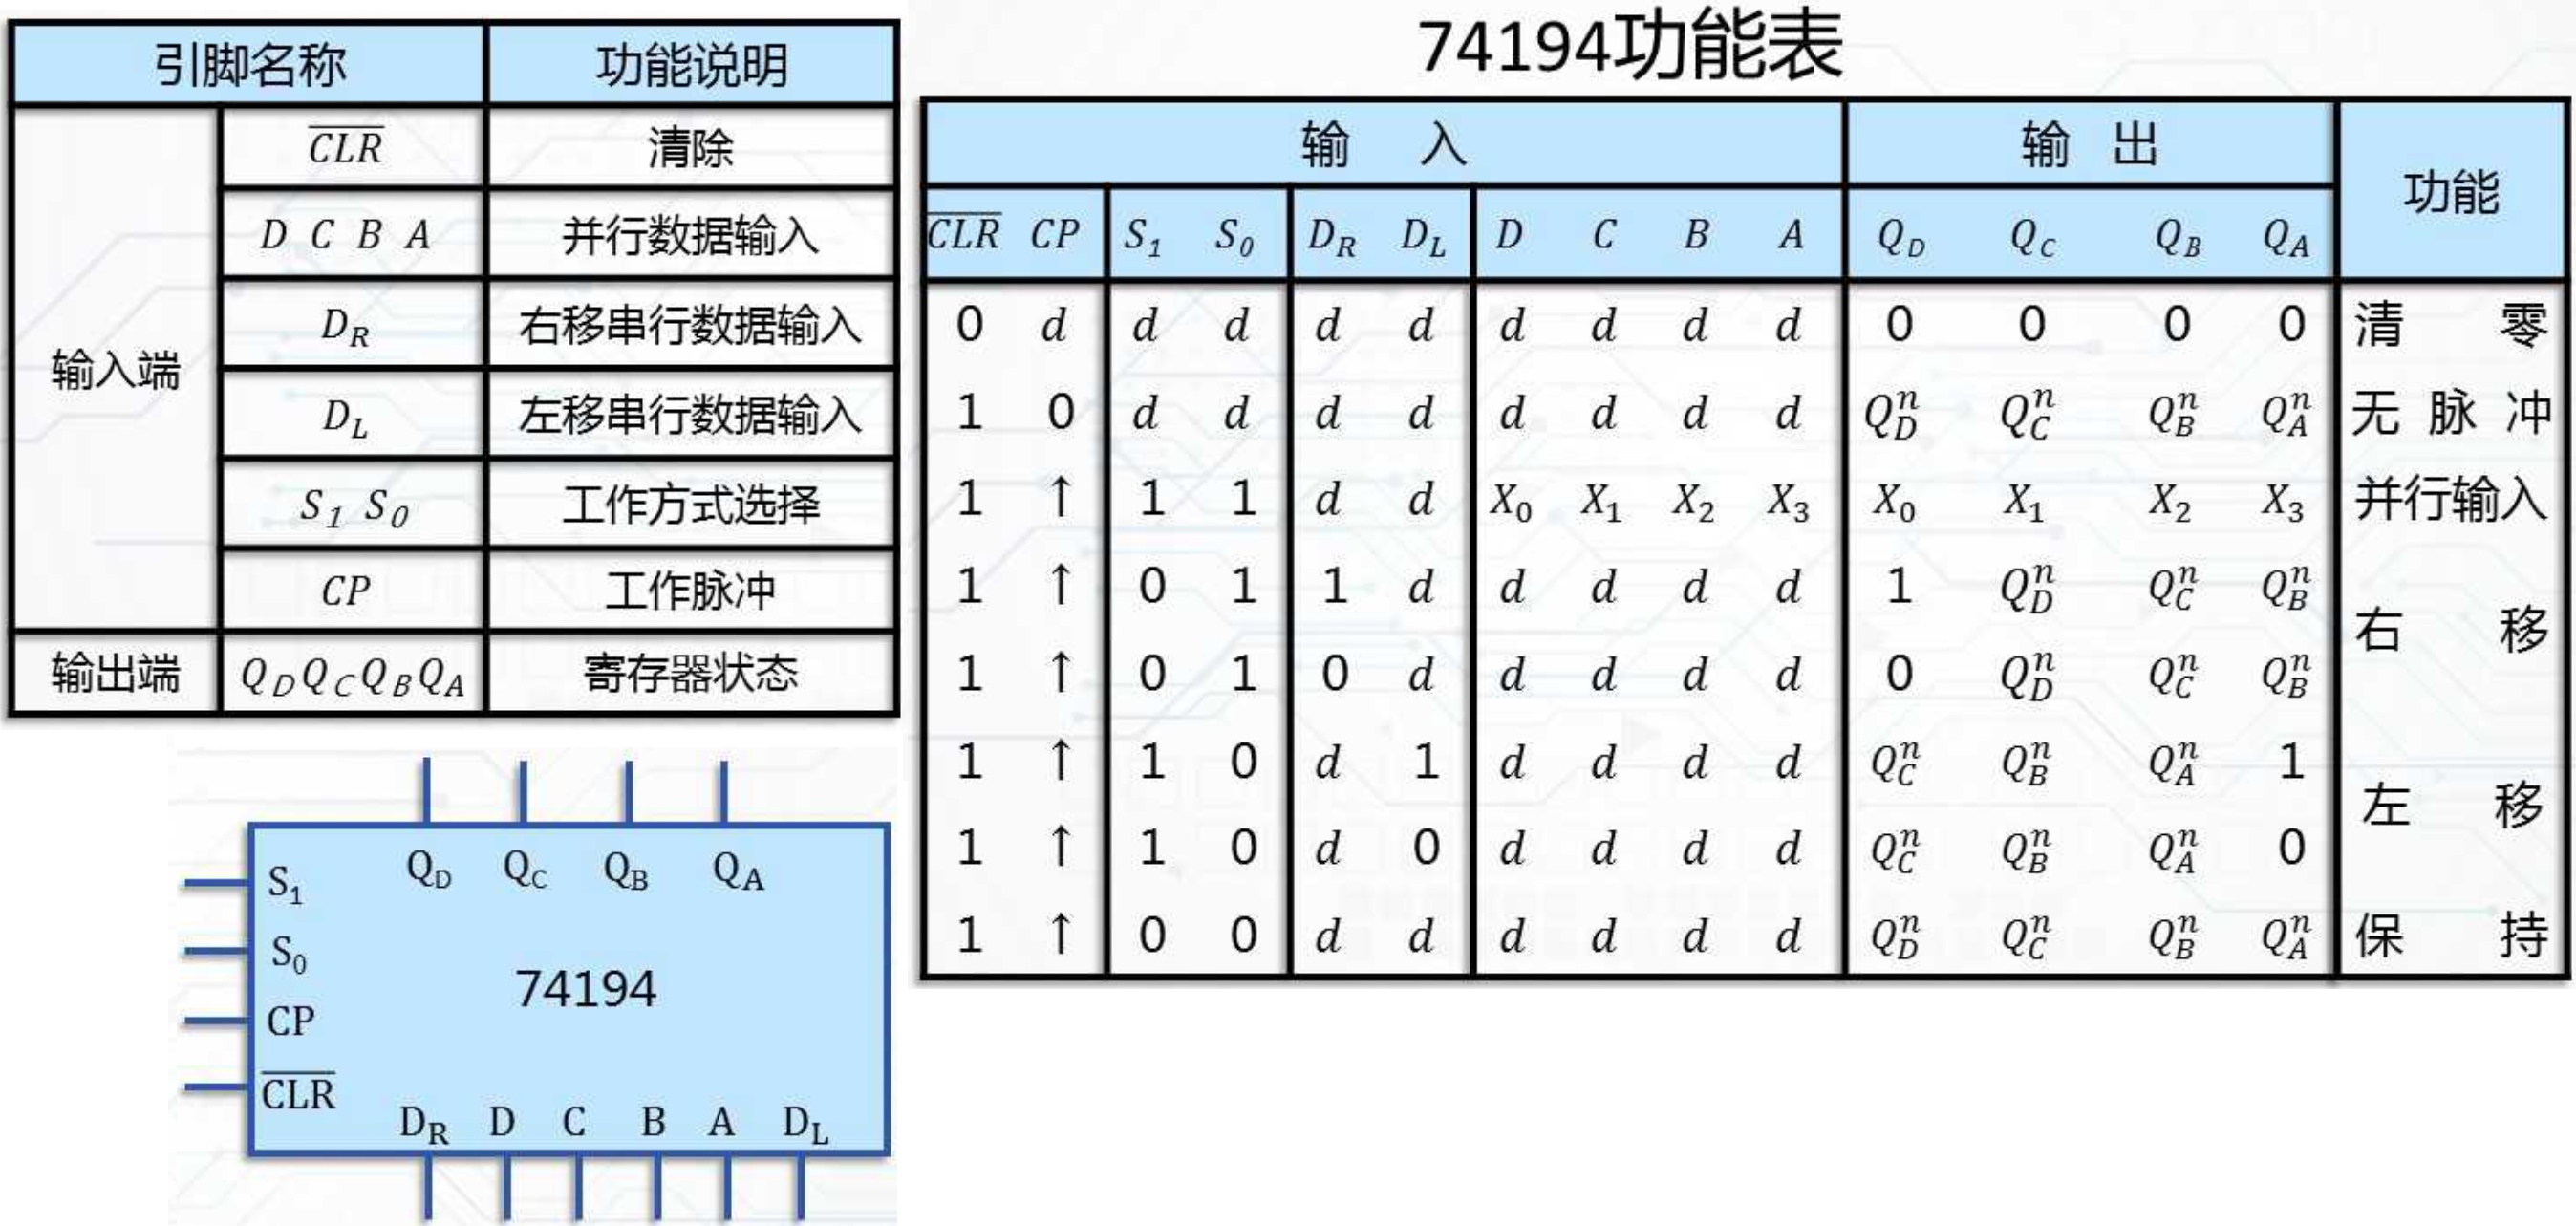 74194功能表
引脚名称 功能说明
输入端 C̅L̅R̅ 清除
D C B A 并行数据输入
D_R 右移串行数据输入
D_L 左移串行数据输入
S_1 S_0 工作方式选择
CP 工作脉冲
输出端 Q_D Q_C Q_B Q_A 寄存器状态
输 入 输 出 功能
C̅L̅R̅ CP S_1 S_0 D_R D_L D C B A Q_D Q_C Q_B Q_A
0 d d d d d d d d d 0 0 0 0 清 零
1 0 d d d d d d d d Q_D^n Q_C^n Q_B^n Q_A^n 无 脉 冲
1 ↑ 1 1 d d X_0 X_1 X_2 X_3 X_0 X_1 X_2 X_3 并行输入
1 ↑ 0 1 1 d d d d d 1 Q_D^n Q_C^n Q_B^n 右 移
1 ↑ 0 1 0 d d d d d 0 Q_D^n Q_C^n Q_B^n
1 ↑ 1 0 d 1 d d d d Q_C^n Q_B^n Q_A^n 1 左 移
1 ↑ 1 0 d 0 d d d d Q_C^n Q_B^n Q_A^n 0
1 ↑ 0 0 d d d d d d Q_D^n Q_C^n Q_B^n Q_A^n 保 持
Q_D Q_C Q_B Q_A
S_1
S_0
74194
CP
C̅L̅R̅
D_R D C B A D_L